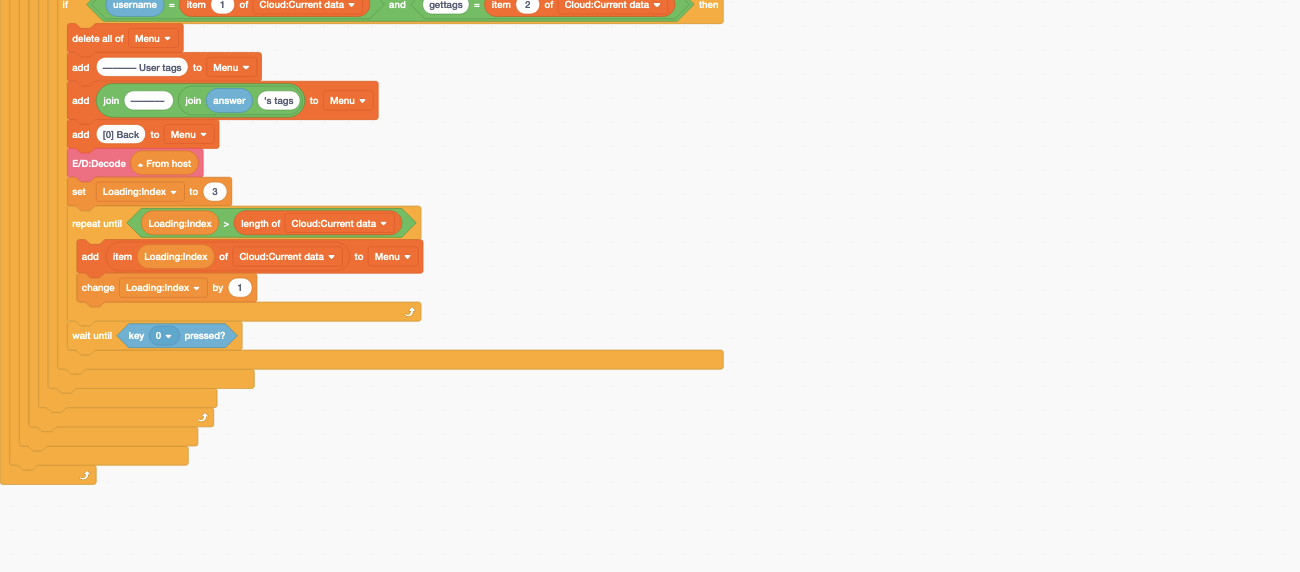 if username = item 1 of Cloud:Current data and gettags = item 2 of Cloud:Current data then
delete all of Menu
add ——— User tags to Menu
add join ——— join answer 's tags to Menu
add [0] Back to Menu
E/D:Decode From host
set Loading:Index to 3
repeat until Loading:Index > length of Cloud:Current data
add item Loading:Index of Cloud:Current data to Menu
change Loading:Index by 1
wait until key 0 pressed?